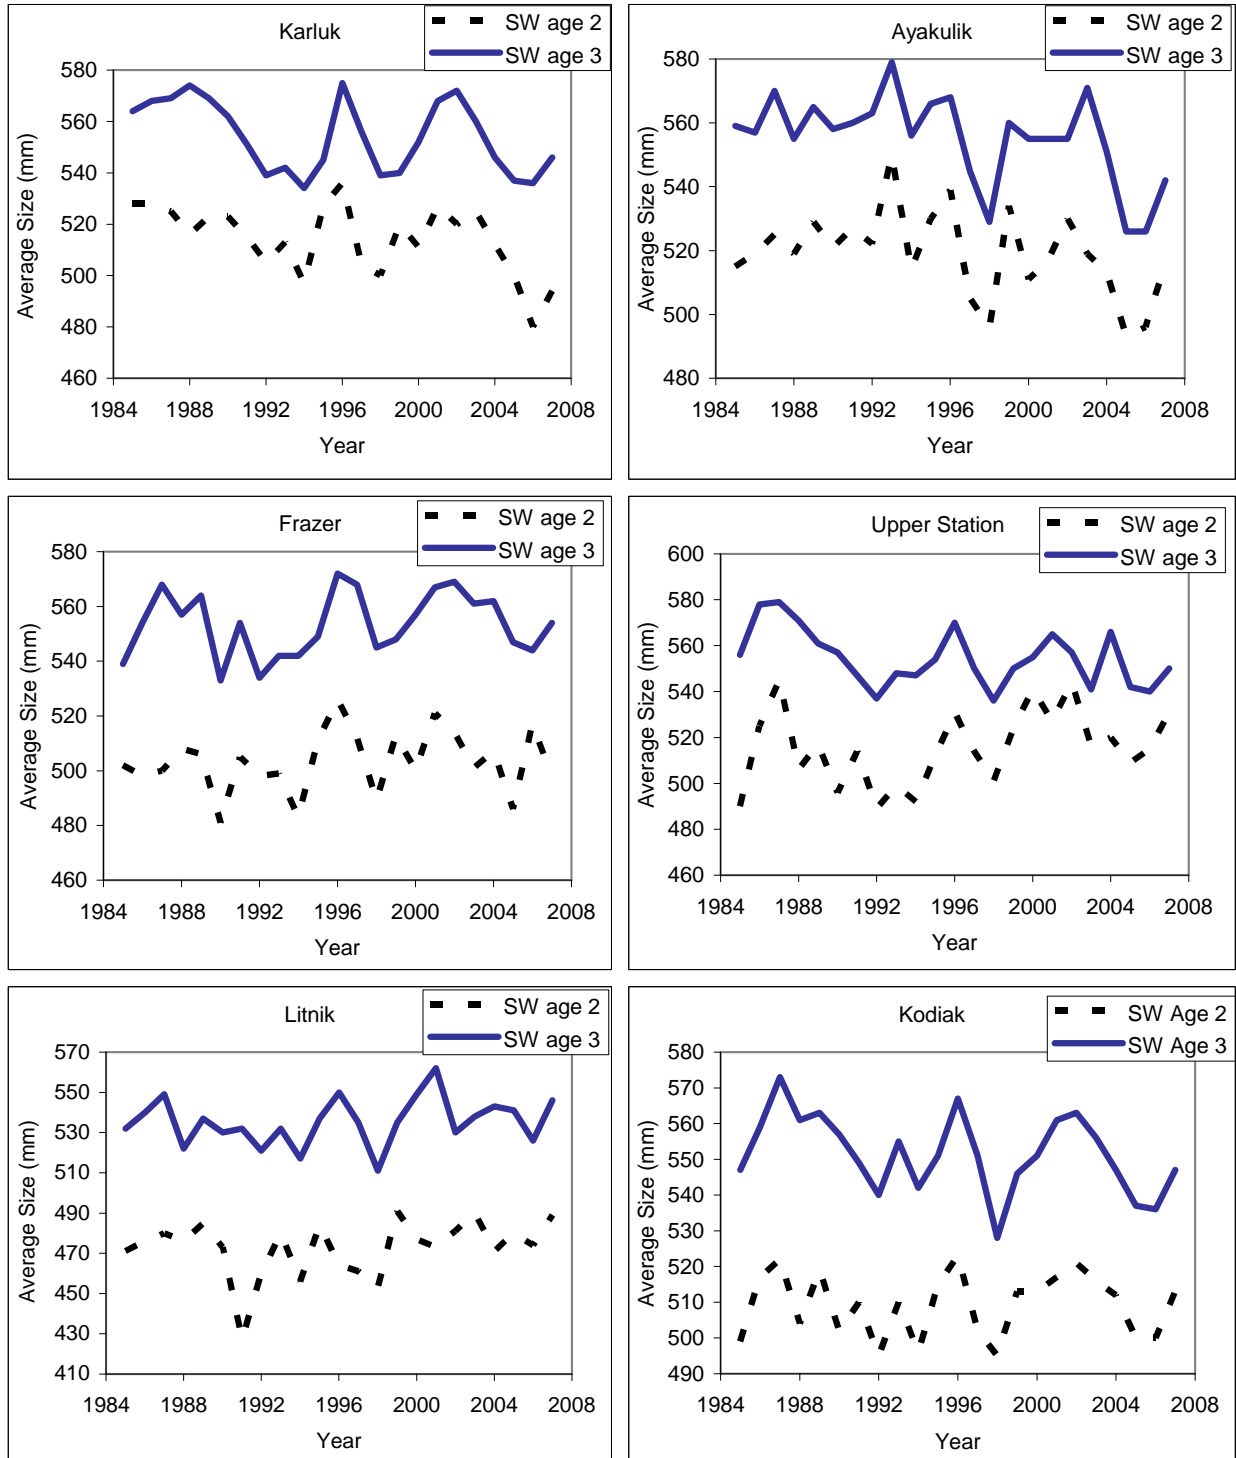 Karluk
SW age 2
SW age 3
Average Size (mm)
580
560
540
520
500
480
460
1984 1988 1992 1996 2000 2004 2008
Year
Ayakulik
SW age 2
SW age 3
Average Size (mm)
580
560
540
520
500
480
1984 1988 1992 1996 2000 2004 2008
Year
Frazer
SW age 2
SW age 3
Average Size (mm)
580
560
540
520
500
480
460
1984 1988 1992 1996 2000 2004 2008
Year
Upper Station
SW age 2
SW age 3
Average Size (mm)
600
580
560
540
520
500
480
460
1984 1988 1992 1996 2000 2004 2008
Year
Litnik
SW age 2
SW age 3
Average Size (mm)
570
550
530
510
490
470
450
430
410
1984 1988 1992 1996 2000 2004 2008
Year
Kodiak
SW Age 2
SW Age 3
Average Size (mm)
580
570
560
550
540
530
520
510
500
490
1984 1988 1992 1996 2000 2004 2008
Year